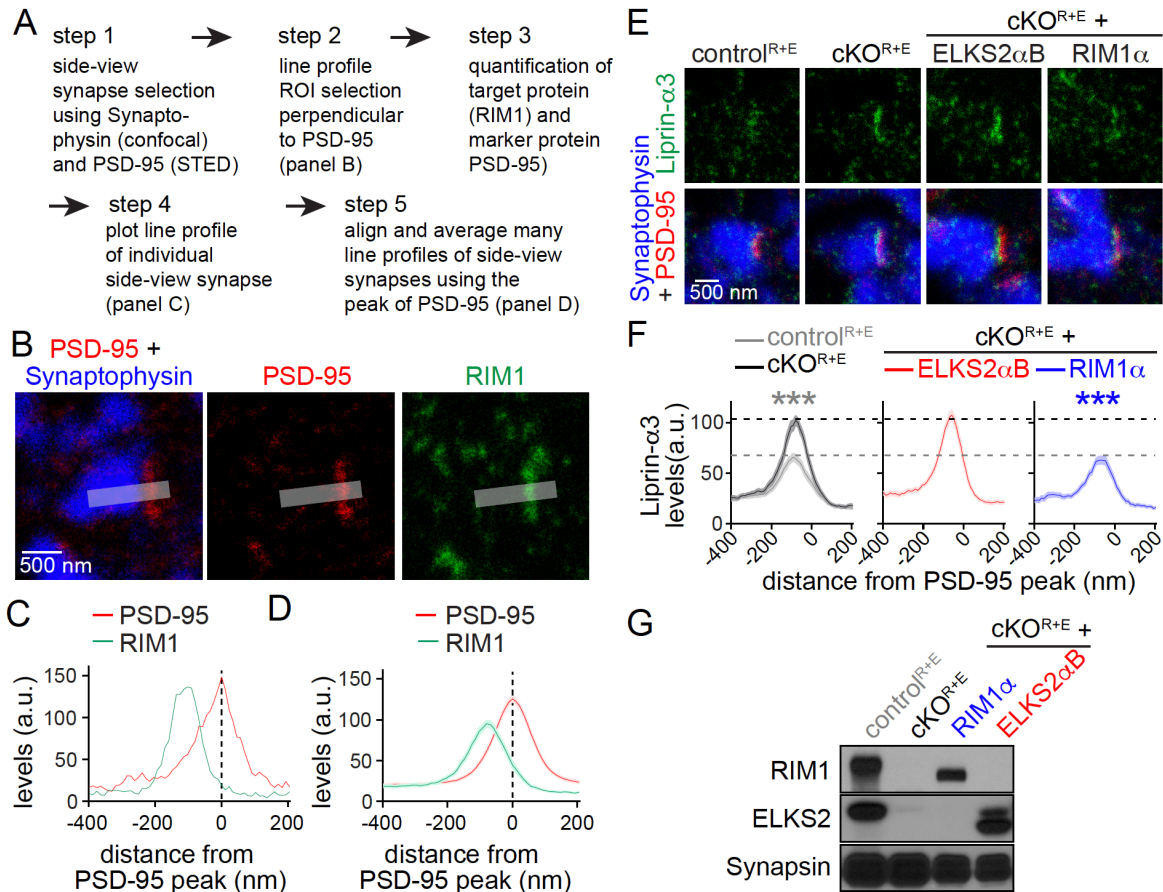 A
step 1
side-view
synapse selection
using Synapto-
physin (confocal)
and PSD-95 (STED)
step 2
line profile
ROI selection
perpendicular
to PSD-95
(panel B)
step 3
quantification of
target protein
(RIM1) and
marker protein
PSD-95)
step 4
plot line profile
of individual
side-view synapse
(panel C)
step 5
align and average many
line profiles of side-view
synapses using the
peak of PSD-95 (panel D)
B
PSD-95 +
Synaptophysin
PSD-95
RIM1
500 nm
C
PSD-95
RIM1
levels (a.u.)
150
100
50
0
-400 -200 0 200
distance from
PSD-95 peak (nm)
D
PSD-95
RIM1
levels (a.u.)
150
100
50
0
-400 -200 0 200
distance from
PSD-95 peak (nm)
E
cKOR+E +
controlR+E cKOR+E ELKS2αB RIM1α
Liprin-α3
Synaptophysin
+ PSD-95
500 nm
F
controlR+E
cKOR+E
cKOR+E +
ELKS2αB RIM1α
*** ***
Liprin-α3
levels(a.u.)
100
50
0
-400 -200 0 200 -400 -200 0 200 -400 -200 0 200
distance from PSD-95 peak (nm)
G
cKOR+E +
controlR+E cKOR+E RIM1α ELKS2αB
RIM1
ELKS2
Synapsin